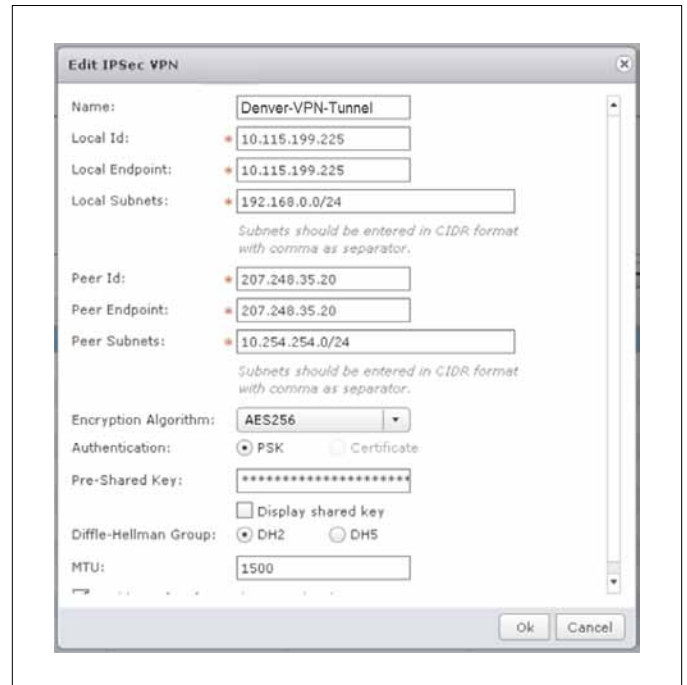 Edit IPSec VPN
Name: Denver-VPN-Tunnel
Local Id: * 10.115.199.225
Local Endpoint: * 10.115.199.225
Local Subnets: * 192.168.0.0/24
Subnets should be entered in CIDR format
with comma as separator.
Peer Id: * 207.248.35.20
Peer Endpoint: * 207.248.35.20
Peer Subnets: * 10.254.254.0/24
Subnets should be entered in CIDR format
with comma as separator.
Encryption Algorithm: AES256
Authentication: PSK Certificate
Pre-Shared Key: *********************
Display shared key
Diffle-Hellman Group: DH2 DH5
MTU: 1500
Ok Cancel